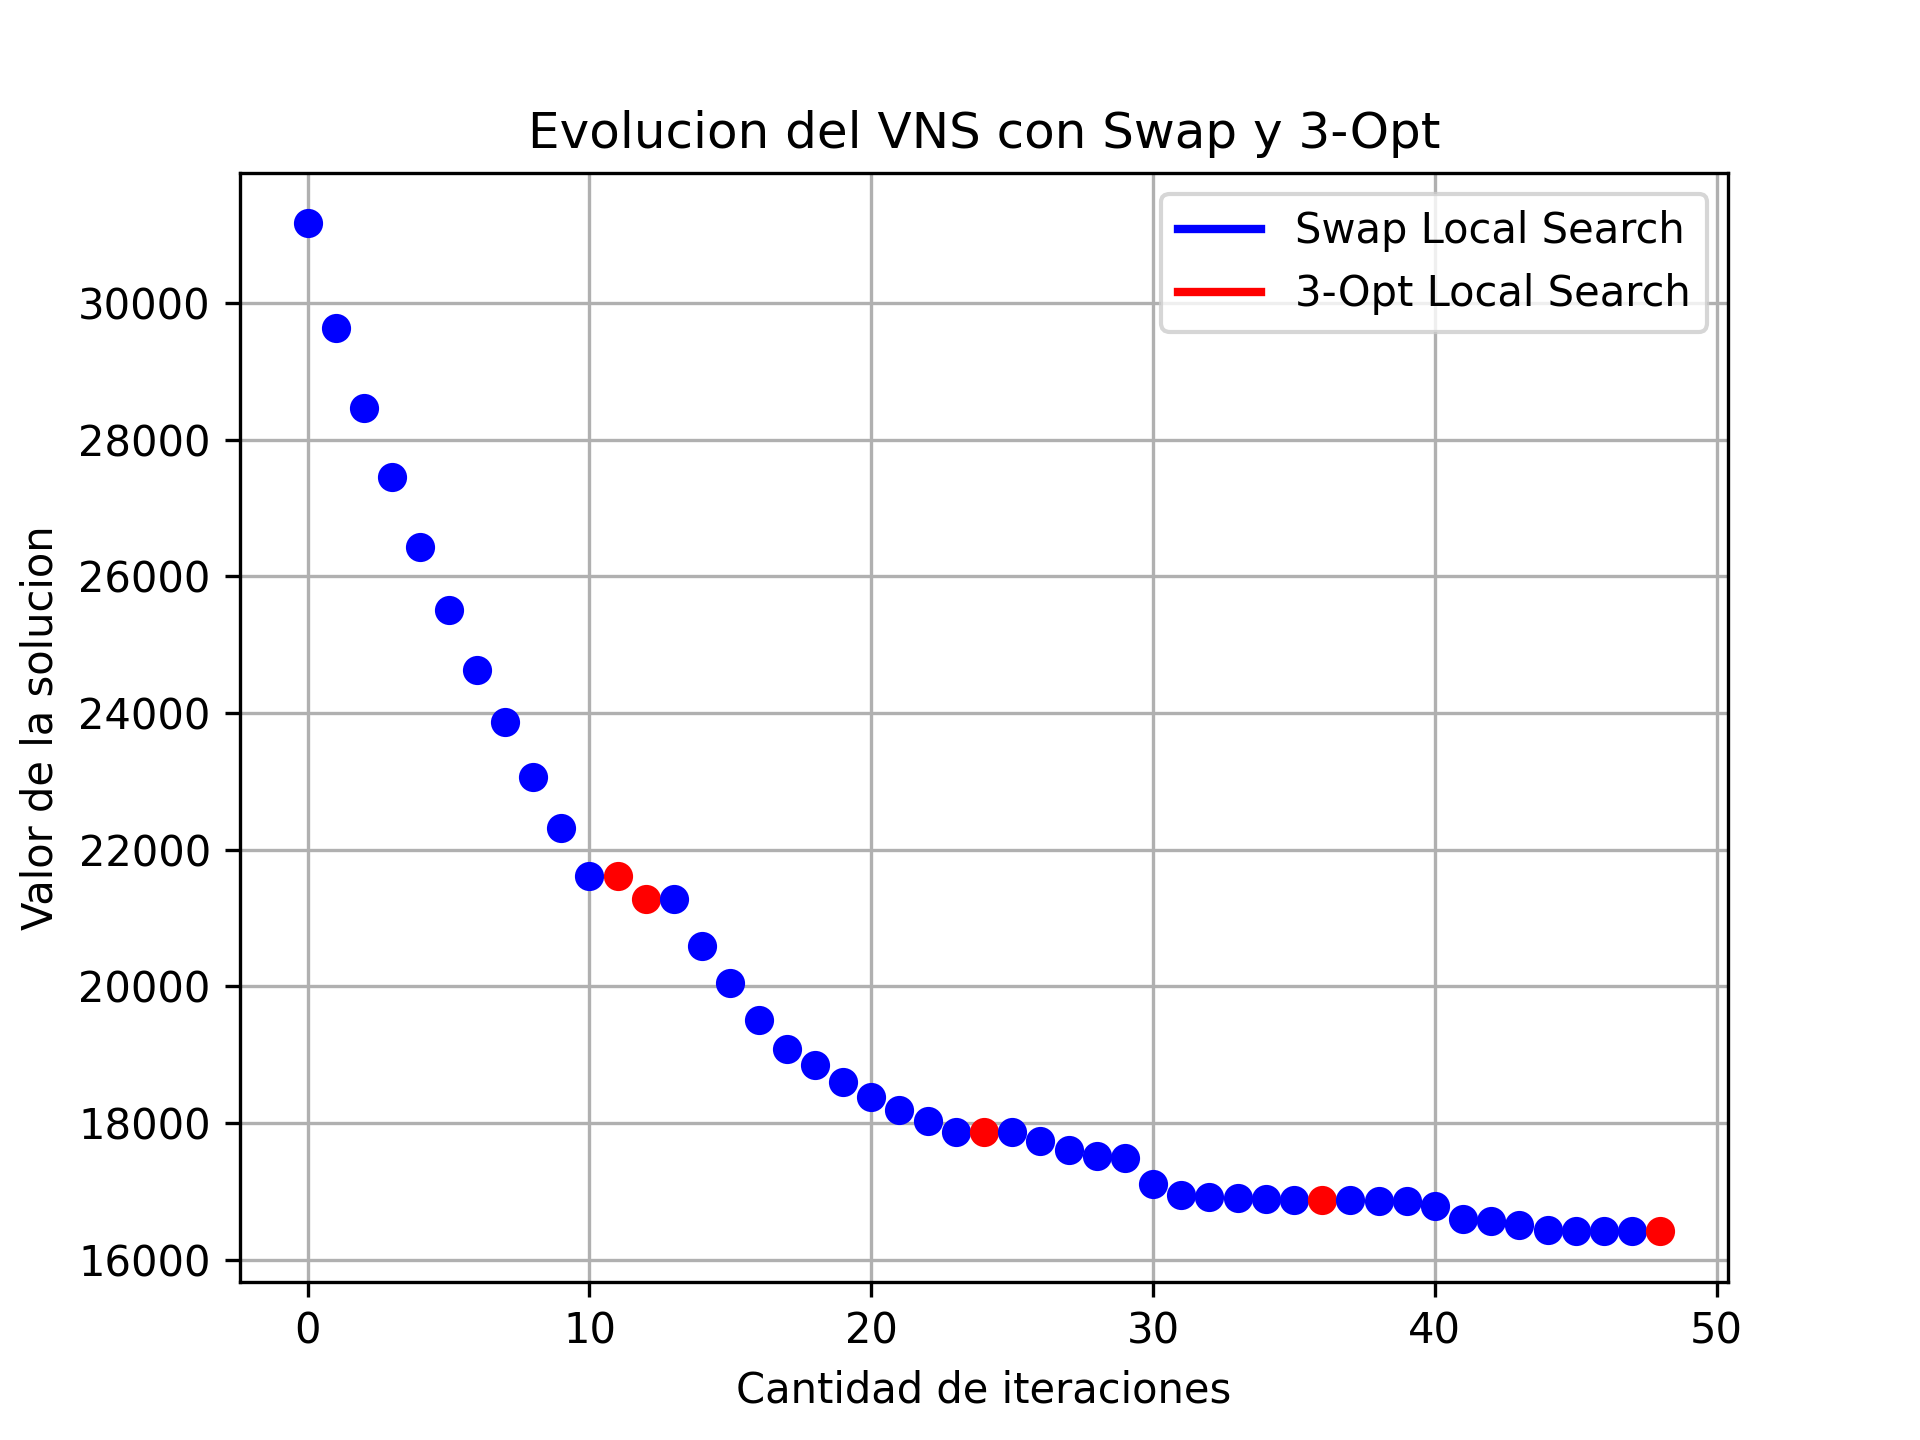 Evolucion del VNS con Swap y 3-Opt
Swap Local Search
3-Opt Local Search
Valor de la solucion
30000
28000
26000
24000
22000
20000
18000
16000
0 10 20 30 40 50
Cantidad de iteraciones